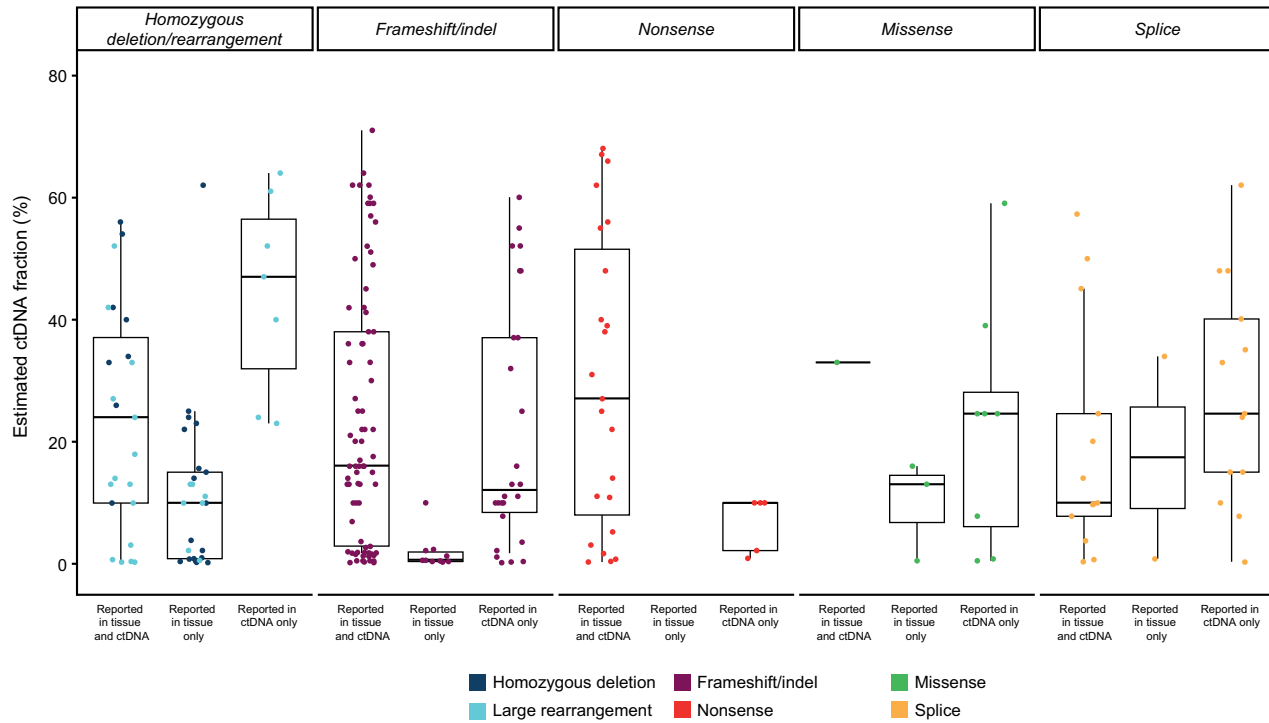 Homozygous
deletion/rearrangement
Frameshift/indel
Nonsense
Missense
Splice
Estimated ctDNA fraction (%)
80
60
40
20
0
Reported
in tissue
and ctDNA
Reported
in tissue
only
Reported in
ctDNA only
Reported
in tissue
and ctDNA
Reported
in tissue
only
Reported in
ctDNA only
Reported
in tissue
and ctDNA
Reported
in tissue
only
Reported in
ctDNA only
Reported
in tissue
and ctDNA
Reported
in tissue
only
Reported in
ctDNA only
Reported
in tissue
and ctDNA
Reported
in tissue
only
Reported in
ctDNA only
Homozygous deletion
Frameshift/indel
Missense
Large rearrangement
Nonsense
Splice